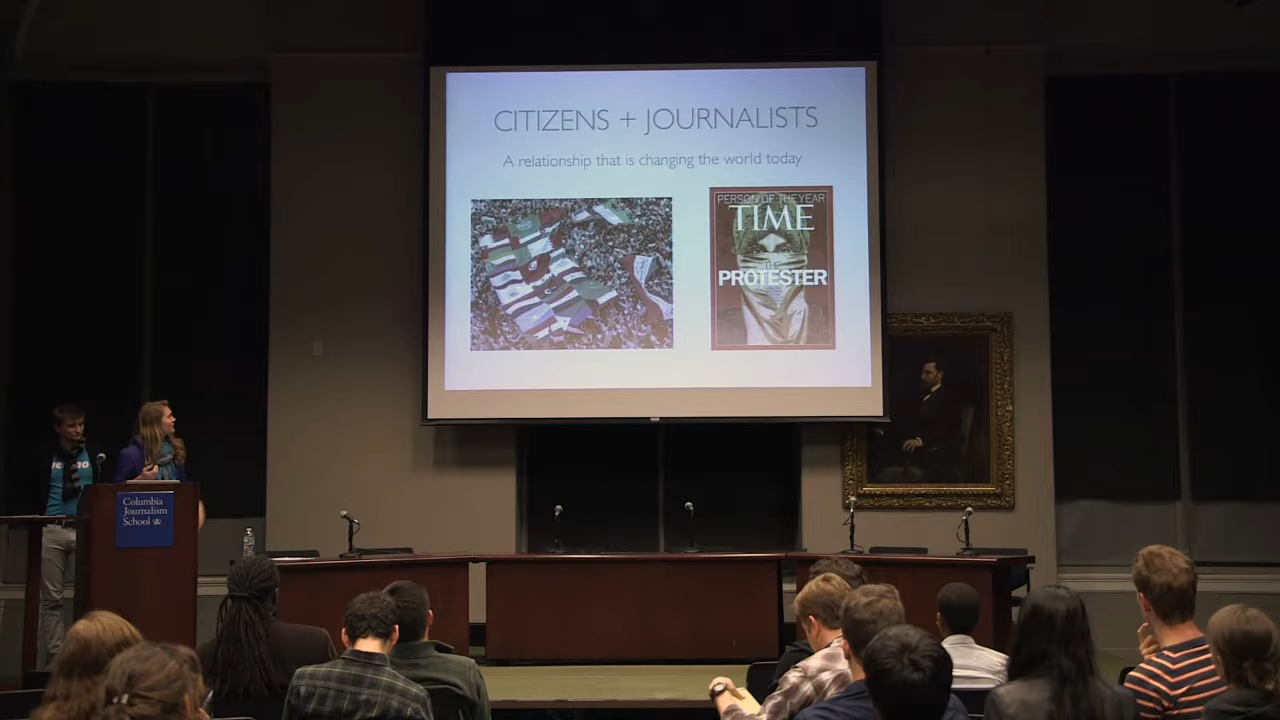 CITIZENS + JOURNALISTS
A relationship that is changing the world today
PERSON OF THE YEAR
TIME
THE
PROTESTER
Columbia
Journalism
School